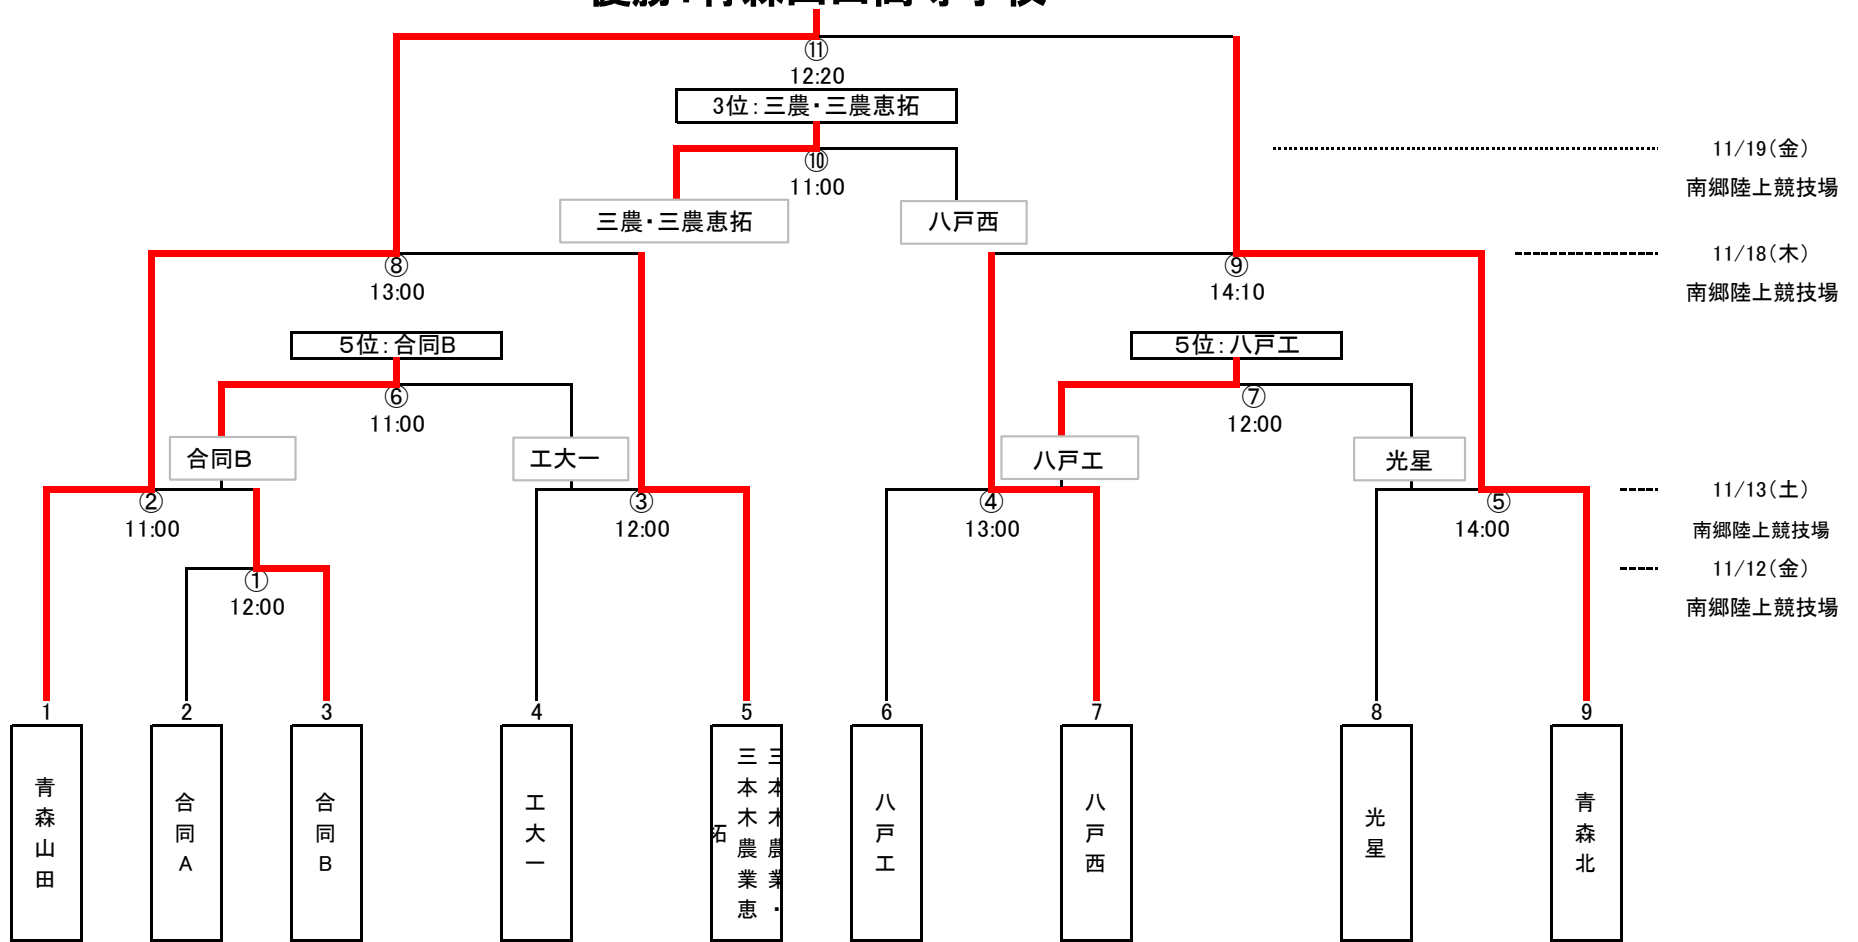 ⑪
12:20
3位：三農・三農恵拓
⑩
11:00
11/19(金)
南郷陸上競技場
三農・三農恵拓
八戸西
⑧
13:00
⑨
14:10
11/18(木)
南郷陸上競技場
5位：合同B
5位：八戸工
⑥
11:00
⑦
12:00
合同B
工大一
八戸工
光星
②
11:00
③
12:00
④
13:00
⑤
14:00
11/13(土)
南郷陸上競技場
①
12:00
11/12(金)
南郷陸上競技場
1
2
3
4
5
6
7
8
9
青森山田
合同A
合同B
工大一
三本木農業・
三本木農業恵
拓
八戸工
八戸西
光星
青森北